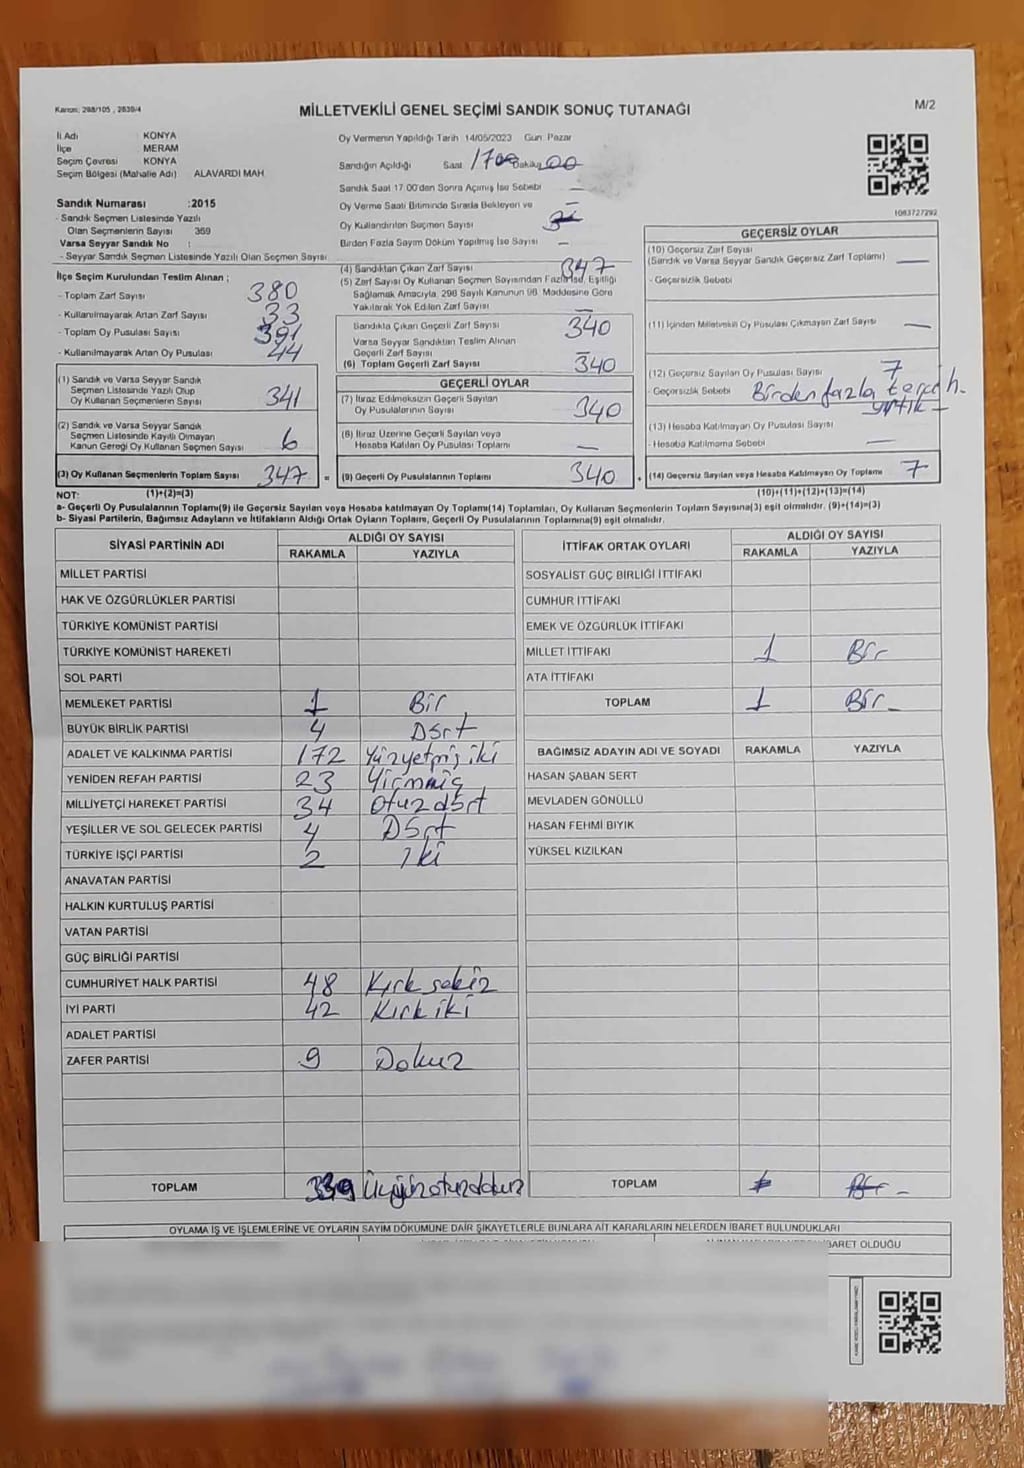 Kanun: 298/105 , 2839/4
MİLLETVEKİLİ GENEL SEÇİMİ SANDIK SONUÇ TUTANAĞI
M/2
İl Adı : KONYA
İlçe : MERAM
Seçim Çevresi : KONYA
Seçim Bölgesi (Mahalle Adı) ALAVARDI MAH.
Sandık Numarası :2015
- Sandık Seçmen Listesinde Yazılı
Olan Seçmenlerin Sayısı 369
Varsa Seyyar Sandık No :
- Seyyar Sandık Seçmen Listesinde Yazılı Olan Seçmen Sayısı
Oy Vermenin Yapıldığı Tarih 14/05/2023 Gün: Pazar
Sandığın Açıldığı Saat 17 00 Dakika 00
Sandık Saat 17.00'den Sonra Açılmış İse Sebebi —
Oy Verme Saati Bitiminde Sırada Bekleyen ve
Oy Kullandırılan Seçmen Sayısı
Birden Fazla Sayım Döküm Yapılmış İse Sayısı —
1083727292
İlçe Seçim Kurulundan Teslim Alınan ;
- Toplam Zarf Sayısı 380
- Kullanılmayarak Artan Zarf Sayısı 33
- Toplam Oy Pusulası Sayısı 391
- Kullanılmayarak Artan Oy Pusulası 44
(4) Sandıktan Çıkan Zarf Sayısı 347
(5) Zarf Sayısı Oy Kullanan Seçmen Sayısından Fazla İse, Eşitliği
Sağlamak Amacıyla, 298 Sayılı Kanunun 98. Maddesine Göre
Yakılarak Yok Edilen Zarf Sayısı —
Sandıkta Çıkan Geçerli Zarf Sayısı 340
Varsa Seyyar Sandıktan Teslim Alınan
Geçerli Zarf Sayısı —
(6) Toplam Geçerli Zarf Sayısı 340
GEÇERSİZ OYLAR
(10) Geçersiz Zarf Sayısı
(Sandık ve Varsa Seyyar Sandık Geçersiz Zarf Toplamı) —
- Geçersizlik Sebebi
(11) İçinden Milletvekili Oy Pusulası Çıkmayan Zarf Sayısı —
(12) Geçersiz Sayılan Oy Pusulası Sayısı 7
- Geçersizlik Sebebi Birden fazla tercih.
yırtık —
(13) Hesaba Katılmayan Oy Pusulası Sayısı
- Hesaba Katılmama Sebebi —
(14) Geçersiz Sayılan veya Hesaba Katılmayan Oy Toplamı 7
(10)+(11)+(12)+(13)=(14)
(1) Sandık ve Varsa Seyyar Sandık
Seçmen Listesinde Yazılı Olup
Oy Kullanan Seçmenlerin Sayısı 341
(2) Sandık ve Varsa Seyyar Sandık
Seçmen Listesinde Kayıtlı Olmayan
Kanun Gereği Oy Kullanan Seçmen Sayısı 6
(3) Oy Kullanan Seçmenlerin Toplam Sayısı 347 =
GEÇERLİ OYLAR
(7) İtiraz Edilmeksizin Geçerli Sayılan
Oy Pusulalarının Sayısı 340
(8) İtiraz Üzerine Geçerli Sayılan veya
Hesaba Katılan Oy Pusulası Toplamı —
(9) Geçerli Oy Pusulalarının Toplamı 340 +
NOT: (1)+(2)=(3)
a- Geçerli Oy Pusulalarının Toplamı(9) ile Geçersiz Sayılan veya Hesaba katılmayan Oy Toplamı(14) Toplamları, Oy Kullanan Seçmenlerin Toplam Sayısına(3) eşit olmalıdır. (9)+(14)=(3)
b- Siyasi Partilerin, Bağımsız Adayların ve İttifakların Aldığı Ortak Oyların Toplamı, Geçerli Oy Pusulalarının Toplamına(9) eşit olmalıdır.
SİYASİ PARTİNİN ADI ALDIĞI OY SAYISI
RAKAMLA YAZIYLA
MİLLET PARTİSİ
HAK VE ÖZGÜRLÜKLER PARTİSİ
TÜRKİYE KOMÜNİST PARTİSİ
TÜRKİYE KOMÜNİST HAREKETİ
SOL PARTİ
MEMLEKET PARTİSİ 1 Bir
BÜYÜK BİRLİK PARTİSİ 4 Dört
ADALET VE KALKINMA PARTİSİ 172 Yüzyetmiş iki
YENİDEN REFAH PARTİSİ 23
MİLLİYETÇİ HAREKET PARTİSİ 34 Otuz dört
YEŞİLLER VE SOL GELECEK PARTİSİ 4 Dört
TÜRKİYE İŞÇİ PARTİSİ 2 İki
ANAVATAN PARTİSİ
HALKIN KURTULUŞ PARTİSİ
VATAN PARTİSİ
GÜÇ BİRLİĞİ PARTİSİ
CUMHURİYET HALK PARTİSİ 48 Kırk sekiz
İYİ PARTİ 42 Kırk iki
ADALET PARTİSİ
ZAFER PARTİSİ 9 Dokuz
TOPLAM 339 Üçyüzotuzdokuz
İTTİFAK ORTAK OYLARI ALDIĞI OY SAYISI
RAKAMLA YAZIYLA
SOSYALİST GÜÇ BİRLİĞİ İTTİFAKI
CUMHUR İTTİFAKI
EMEK VE ÖZGÜRLÜK İTTİFAKI
MİLLET İTTİFAKI 1 Bir
ATA İTTİFAKI
TOPLAM 1 Bir —
BAĞIMSIZ ADAYIN ADI VE SOYADI RAKAMLA YAZIYLA
HASAN ŞABAN SERT
MEVLADEN GÖNÜLLÜ
HASAN FEHMİ BIYIK
YÜKSEL KIZILKAN
TOPLAM
OYLAMA İŞ VE İŞLEMLERİNE VE OYLARIN SAYIM DÖKÜMÜNE DAİR ŞİKAYETLERLE BUNLARA AİT KARARLARIN NELERDEN İBARET BULUNDUKLARI
İBARET OLDUĞU